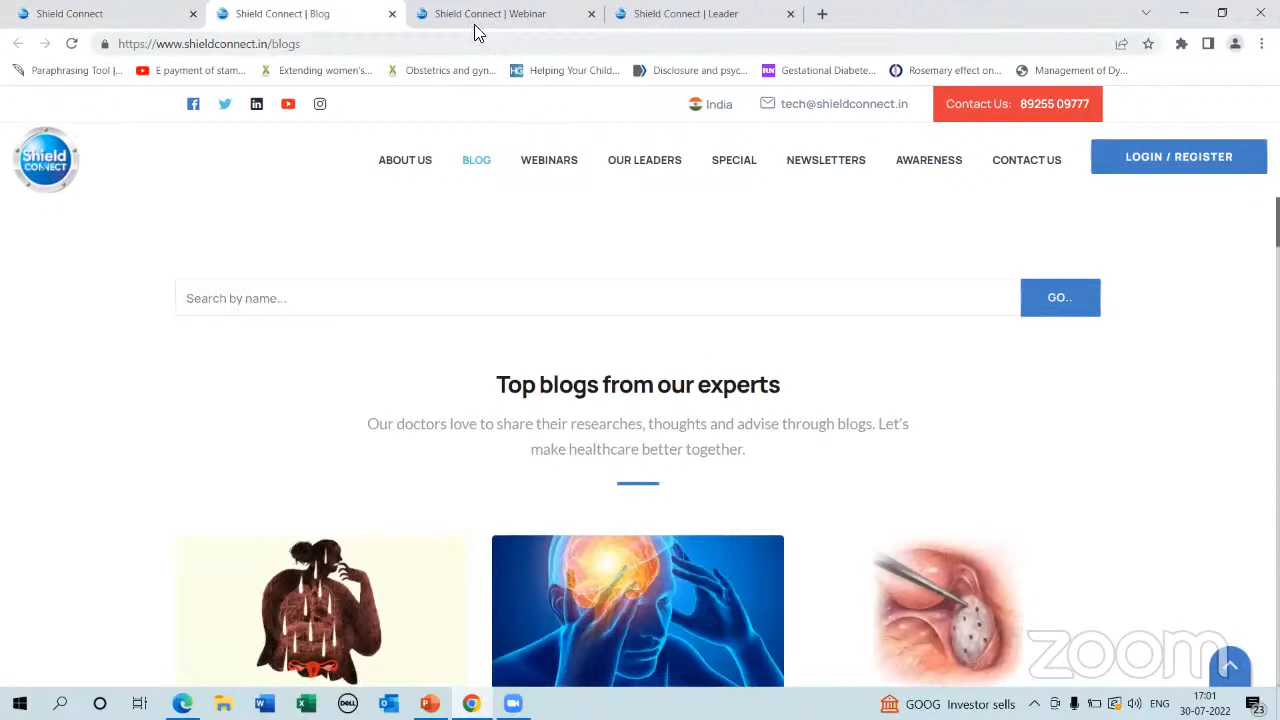 Shield Connect
Shield Connect | Blog
Shield Connect | Webinar
Shield Connect | Leader
https://www.shieldconnect.in/blogs
Paraphrasing Tool |...
E payment of stam...
Extending women's...
Obstetrics and gyn...
HG
Helping Your Chil...
Disclosure and psyc...
RN
Gestational Diabete...
Rosemary effect on...
Management of Dy...
India
tech@shieldconnect.in
Contact Us: 89255 09777
Shield
CONNECT
ABOUT US
BLOG
WEBINARS
OUR LEADERS
SPECIAL
NEWSLETTERS
AWARENESS
CONTACT US
LOGIN / REGISTER
Search by name...
GO..
Top blogs from our experts
Our doctors love to share their researches, thoughts and advise through blogs. Let's
make healthcare better together.
zoom
DELL
GOOG Investor sells
ENG
17:01
30-07-2022
23